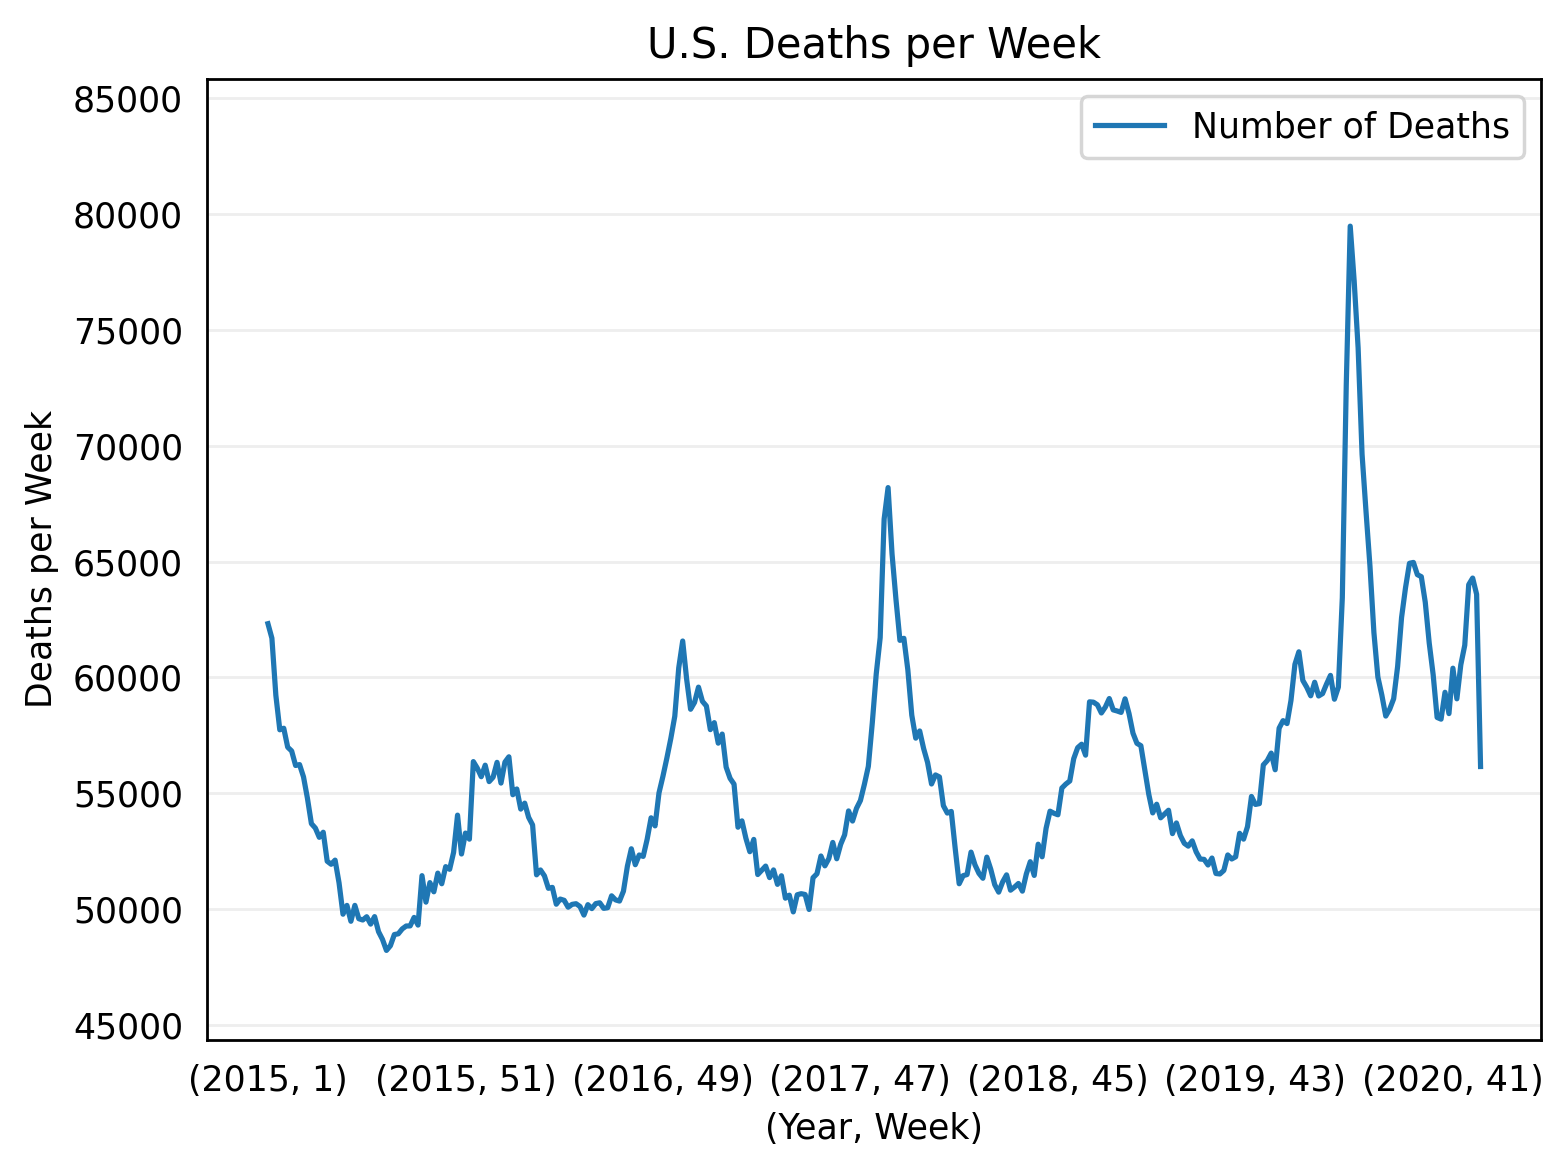 U.S. Deaths per Week
Number of Deaths
85000
80000
75000
70000
65000
60000
55000
50000
45000
Deaths per Week
(2015, 1) (2015, 51) (2016, 49) (2017, 47) (2018, 45) (2019, 43) (2020, 41)
(Year, Week)